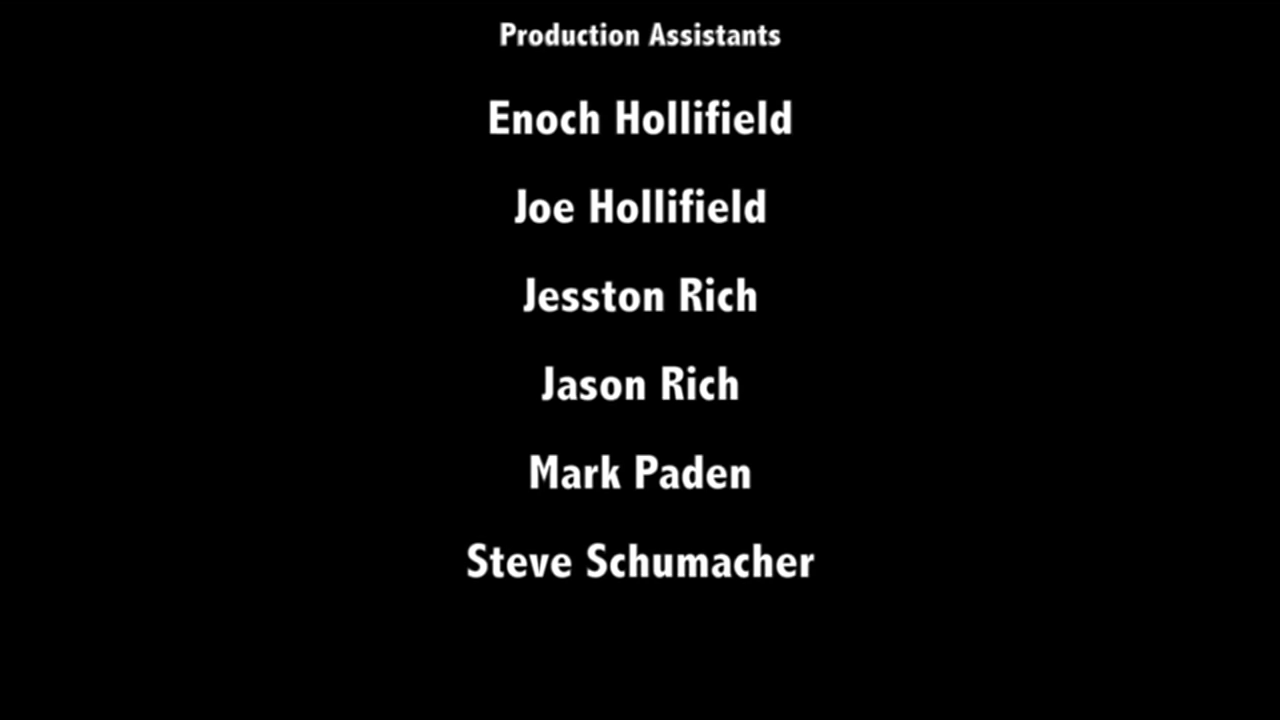 Production Assistants
Enoch Hollifield
Joe Hollifield
Jesston Rich
Jason Rich
Mark Paden
Steve Schumacher